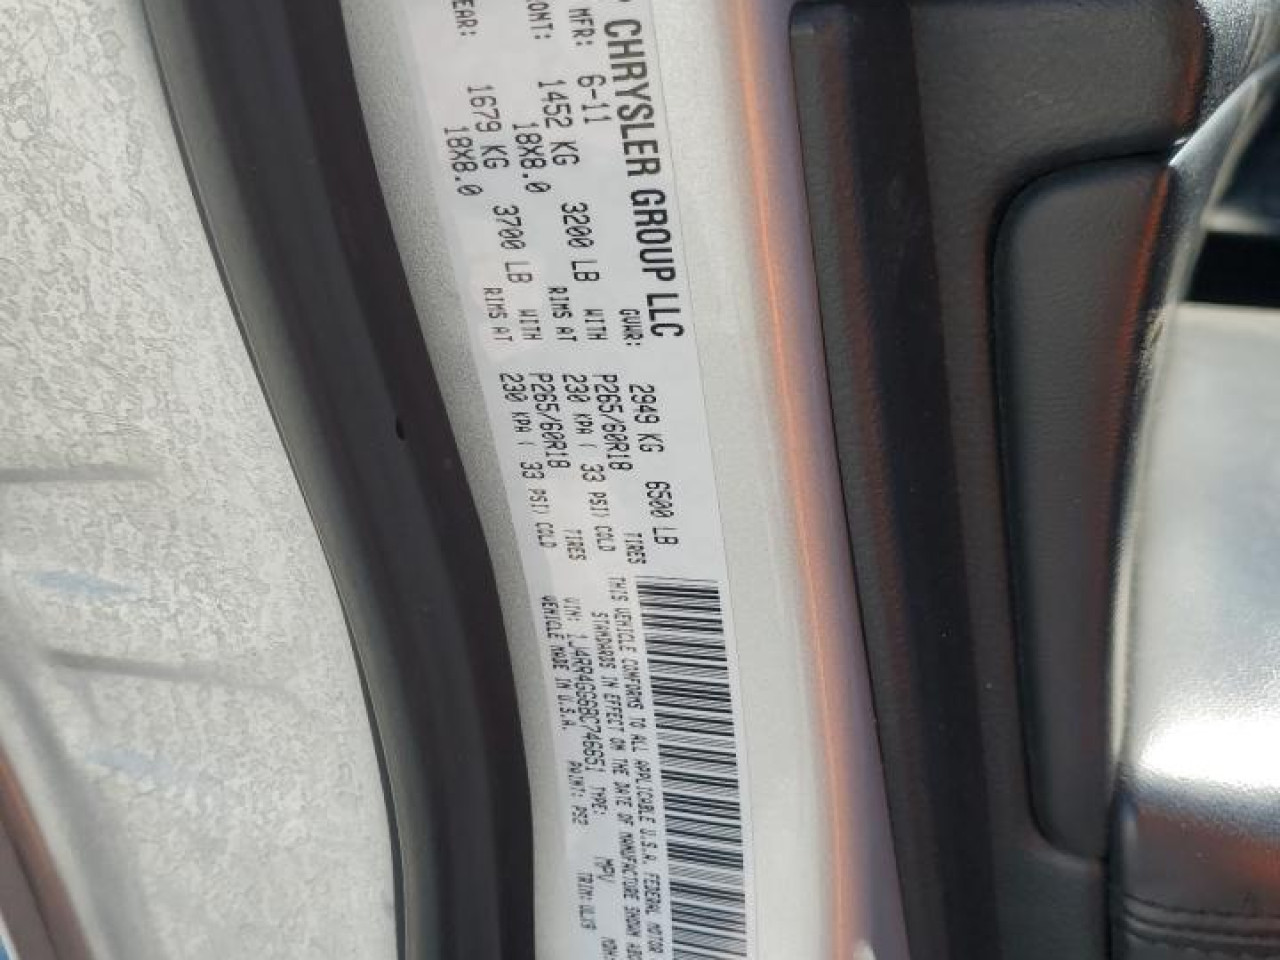 CHRYSLER GROUP LLC
MFR: 6-11 GVWR: 2949 KG 6500 LB
1452 KG 3200 LB WITH P265/60R18 TIRES
18X8.0 RIMS AT 230 KPA ( 33 PSI) COLD
1679 KG 3700 LB WITH P265/60R18 TIRES
18X8.0 RIMS AT 230 KPA ( 33 PSI) COLD
THIS VEHICLE CONFORMS TO ALL APPLICABLE U.S.A. FEDERAL MOTOR
STANDARDS IN EFFECT ON THE DATE OF MANUFACTURE SHOWN
VIN: 1J4RR4GG8BC746651 TYPE: MPV
VEHICLE MADE IN U.S.A. PAINT: PS2 TRIM: